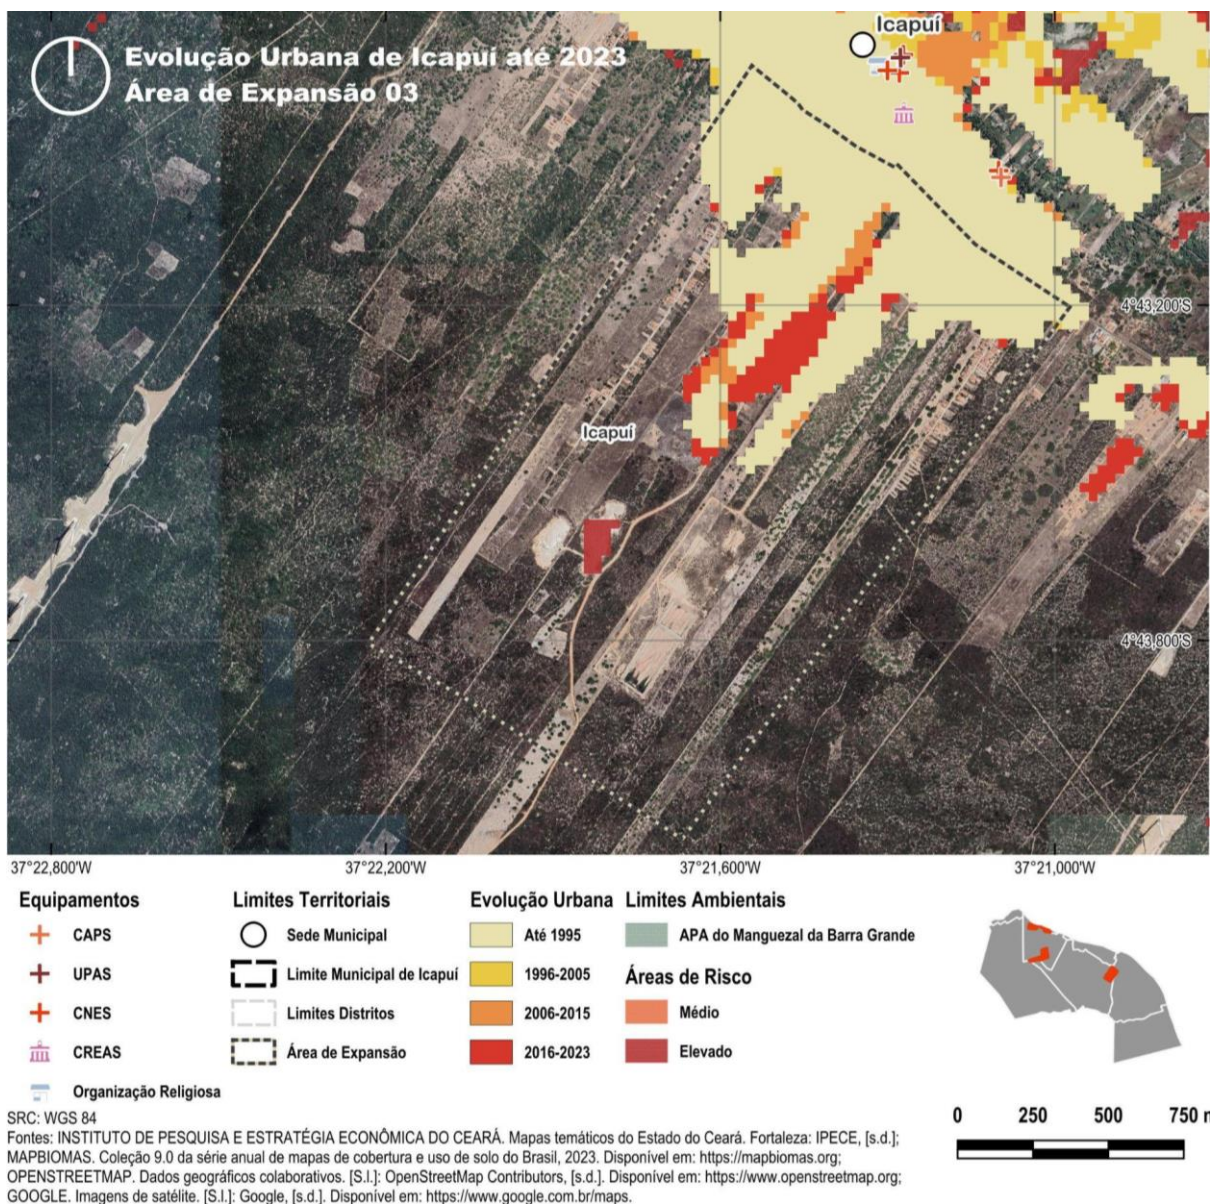 Evolução Urbana de Icapuí até 2023
Área de Expansão 03
Icapuí
4°43,200'S
Icapuí
4°43,800'S
37°22,800'W
37°22,200'W
37°21,600'W
37°21,000'W
Equipamentos
CAPS
UPAS
CNES
CREAS
Organização Religiosa
Limites Territoriais
Sede Municipal
Limite Municipal de Icapuí
Limites Distritos
Área de Expansão
Evolução Urbana
Até 1995
1996-2005
2006-2015
2016-2023
Limites Ambientais
APA do Manguezal da Barra Grande
Áreas de Risco
Médio
Elevado
0 250 500 750 m
SRC: WGS 84
Fontes: INSTITUTO DE PESQUISA E ESTRATÉGIA ECONÔMICA DO CEARÁ. Mapas temáticos do Estado do Ceará. Fortaleza: IPECE, [s.d.];
MAPBIOMAS. Coleção 9.0 da série anual de mapas de cobertura e uso de solo do Brasil, 2023. Disponível em: https://mapbiomas.org;
OPENSTREETMAP. Dados geográficos colaborativos. [S.l.]: OpenStreetMap Contributors, [s.d.]. Disponível em: https://www.openstreetmap.org;
GOOGLE. Imagens de satélite. [S.l.]: Google, [s.d.]. Disponível em: https://www.google.com.br/maps.